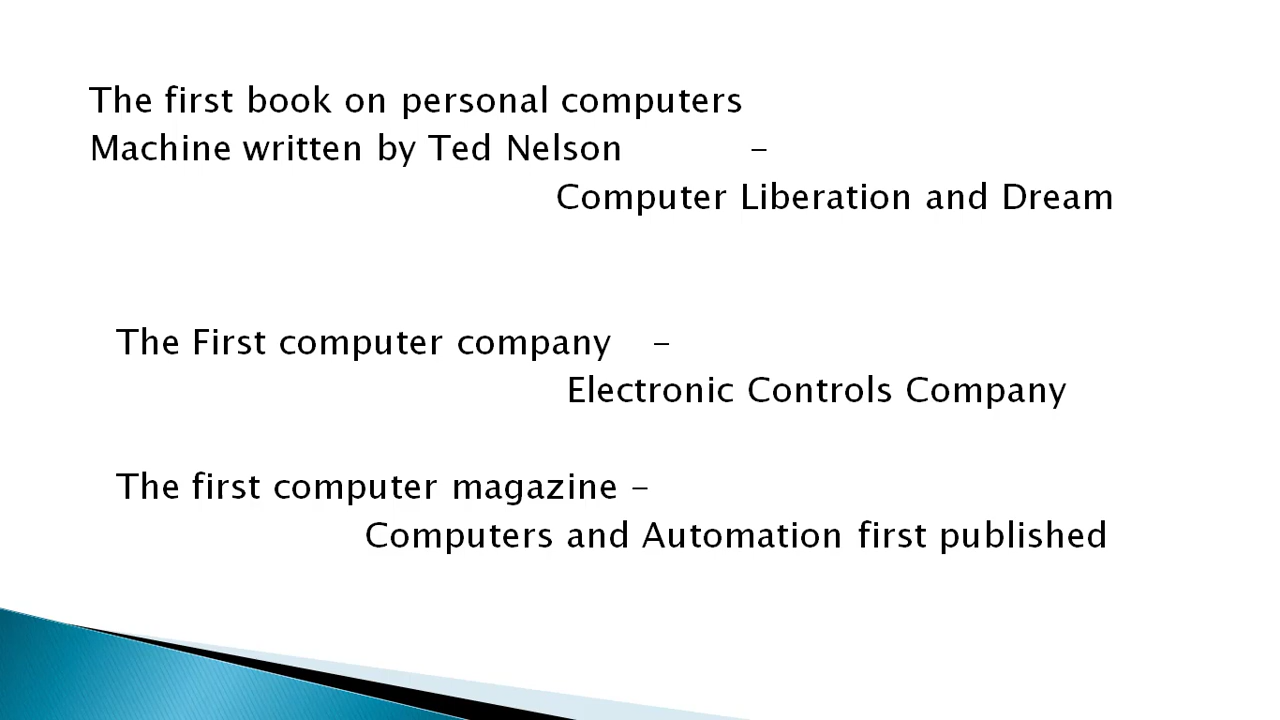 The first book on personal computers
Machine written by Ted Nelson –
Computer Liberation and Dream
The First computer company –
Electronic Controls Company
The first computer magazine –
Computers and Automation first published